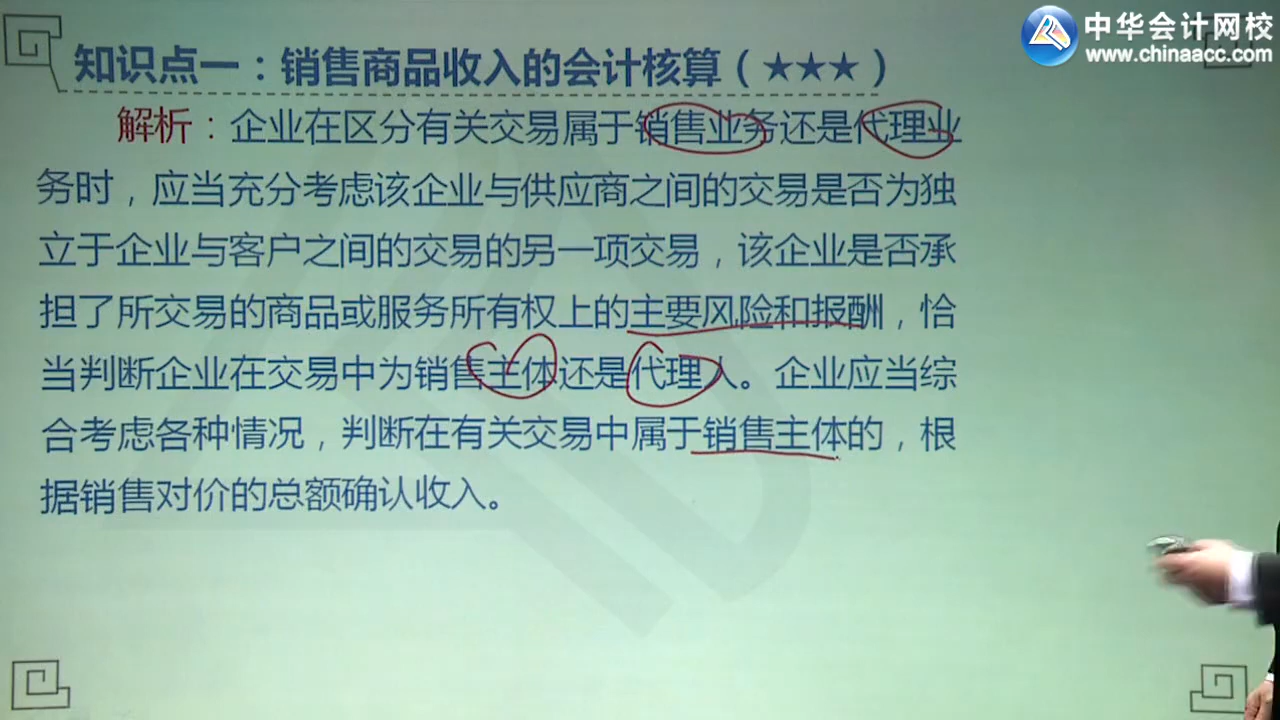 中华会计网校
www.chinaacc.com
知识点一：销售商品收入的会计核算（★★★）
解析：企业在区分有关交易属于销售业务还是代理业
务时，应当充分考虑该企业与供应商之间的交易是否为独
立于企业与客户之间的交易的另一项交易，该企业是否承
担了所交易的商品或服务所有权上的主要风险和报酬，恰
当判断企业在交易中为销售主体还是代理人。企业应当综
合考虑各种情况，判断在有关交易中属于销售主体的，根
据销售对价的总额确认收入。